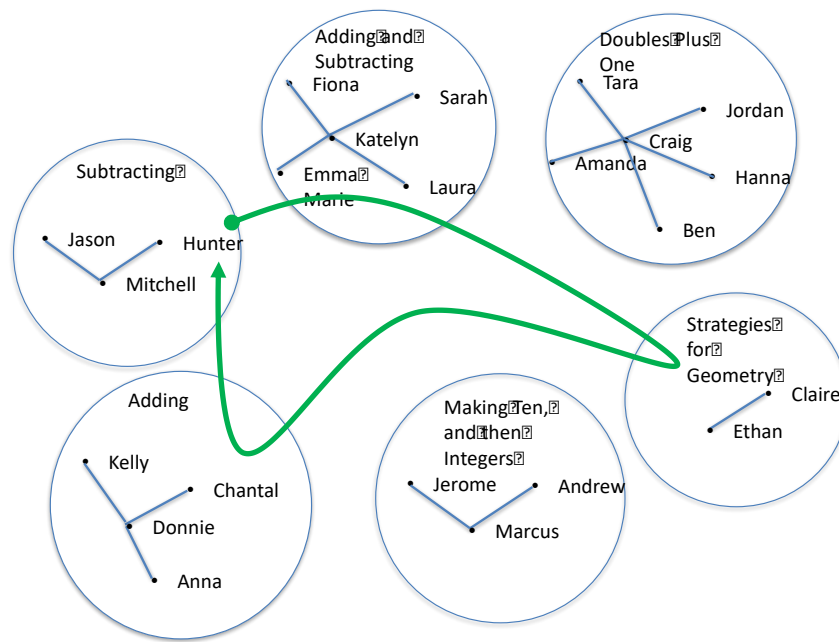 Adding and
Subtracting
Fiona
Sarah
Katelyn
Emma
Marie
Laura
Doubles Plus
One
Tara
Jordan
Craig
Amanda
Hanna
Ben
Subtracting
Jason
Hunter
Mitchell
Strategies
for
Geometry
Claire
Ethan
Adding
Kelly
Chantal
Donnie
Anna
Making Ten,
and then
Integers
Jerome
Andrew
Marcus